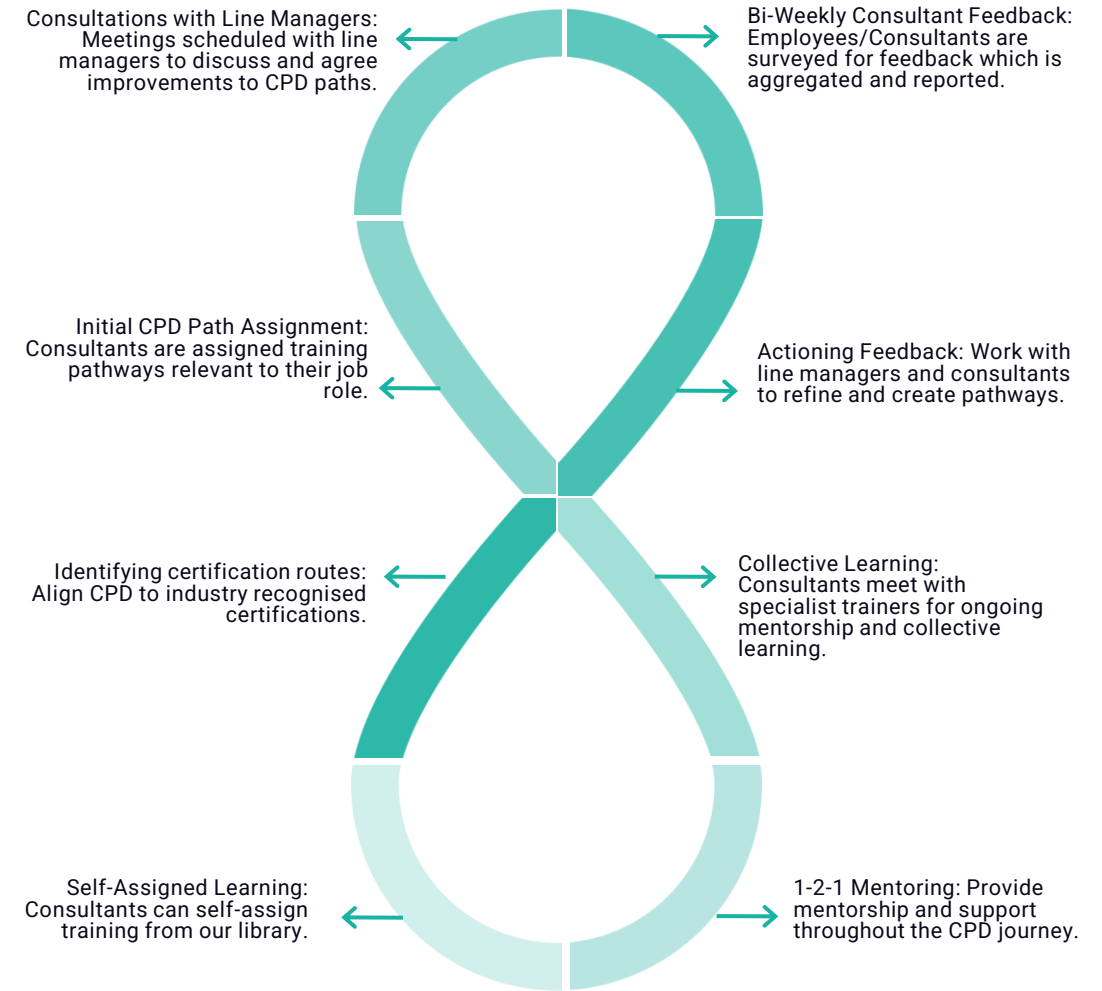 Consultations with Line Managers:
Meetings scheduled with line
managers to discuss and agree
improvements to CPD paths.
Bi-Weekly Consultant Feedback:
Employees/Consultants are
surveyed for feedback which is
aggregated and reported.
Initial CPD Path Assignment:
Consultants are assigned training
pathways relevant to their job
role.
Actioning Feedback: Work with
line managers and consultants
to refine and create pathways.
Identifying certification routes:
Align CPD to industry recognised
certifications.
Collective Learning:
Consultants meet with
specialist trainers for ongoing
mentorship and collective
learning.
Self-Assigned Learning:
Consultants can self-assign
training from our library.
1-2-1 Mentoring: Provide
mentorship and support
throughout the CPD journey.